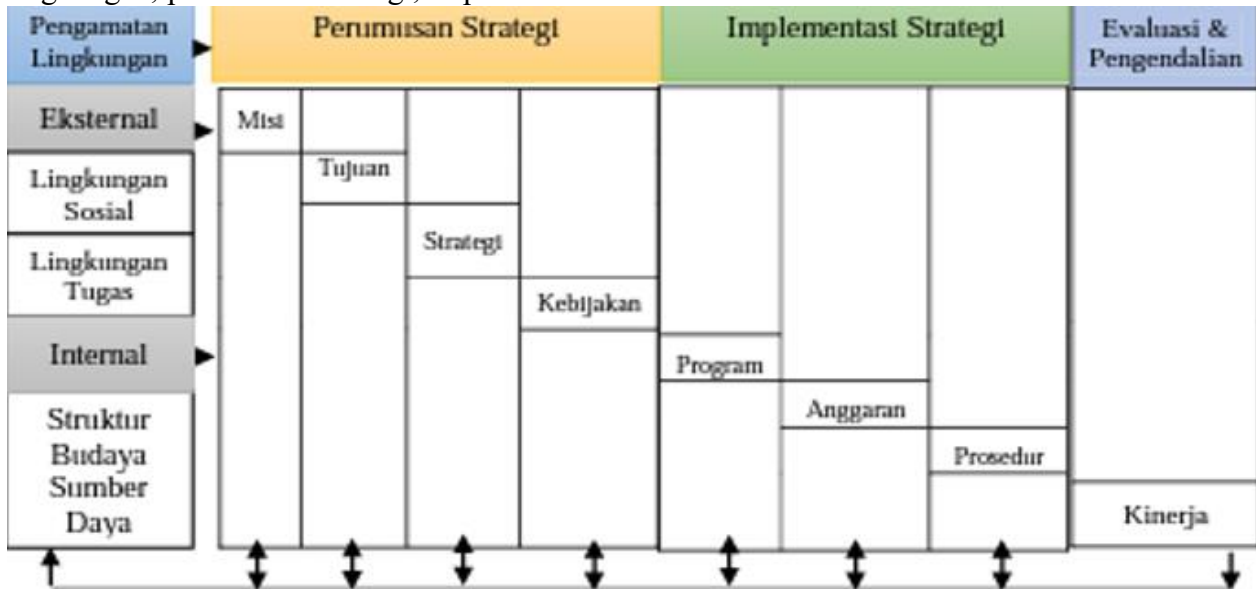 Pengamatan
Lingkungan
Perumusan Strategi
Implementasi Strategi
Evaluasi &
Pengendalian
Eksternal
Misi
Lingkungan
Sosial
Tujuan
Strategi
Lingkungan
Tugas
Kebijakan
Internal
Program
Struktur
Budaya
Sumber
Daya
Anggaran
Prosedur
Kinerja